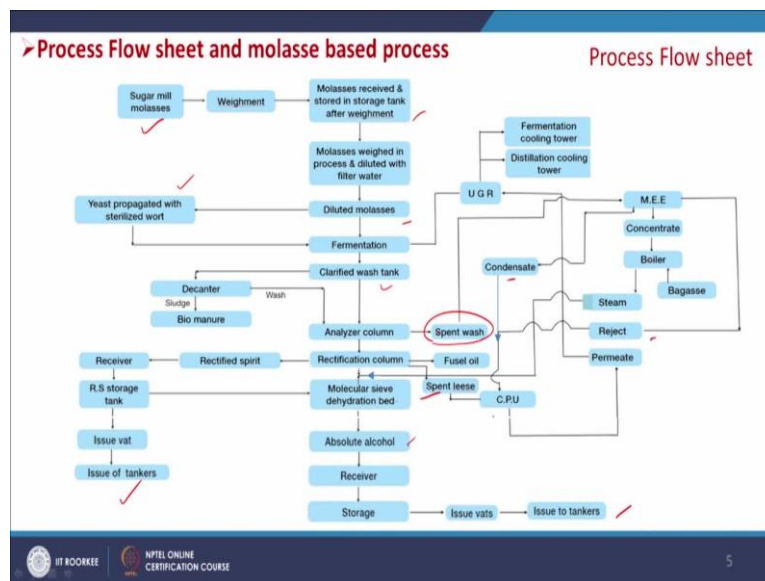 ➢Process Flow sheet and molasse based process
Process Flow sheet
Sugar mill
molasses
Weighment
Molasses received &
stored in storage tank
after weighment
Fermentation
cooling tower
Distillation cooling
tower
Molasses weighed in
process & diluted with
filter water
U G R
M.E.E
Yeast propagated with
sterilized wort
Diluted molasses
Concentrate
Fermentation
Boiler
Clarified wash tank
Condensate
Decanter
Wash
Sludge
Bagasse
Steam
Bio manure
Analyzer column
Spent wash
Reject
Receiver
Rectified spirit
Rectification column
Fusel oil
Permeate
R.S storage
tank
Molecular sieve
dehydration bed
Spent leese
C.P.U
Issue vat
Absolute alcohol
Issue of tankers
Receiver
Storage
Issue vats
Issue to tankers
IIT ROORKEE
NPTEL ONLINE
CERTIFICATION COURSE
5